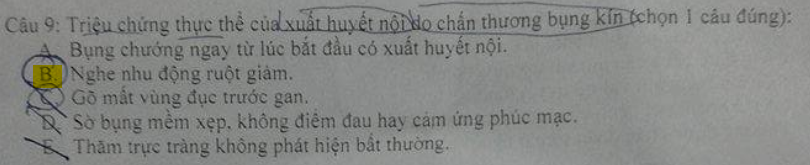 Câu 9: Triệu chứng thực thể của xuất huyết nội do chấn thương bụng kín (chọn 1 câu đúng):
A. Bụng chướng ngay từ lúc bắt đầu có xuất huyết nội.
B. Nghe nhu động ruột giảm.
C. Gõ mất vùng đục trước gan.
D. Sờ bụng mềm xẹp, không điểm đau hay cảm ứng phúc mạc.
E. Thăm trực tràng không phát hiện bất thường.